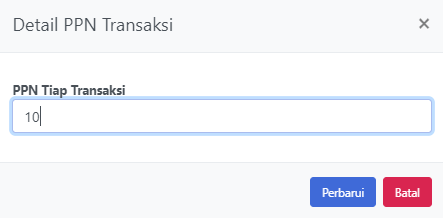 Detail PPN Transaksi ×
PPN Tiap Transaksi
10
Perbarui Batal